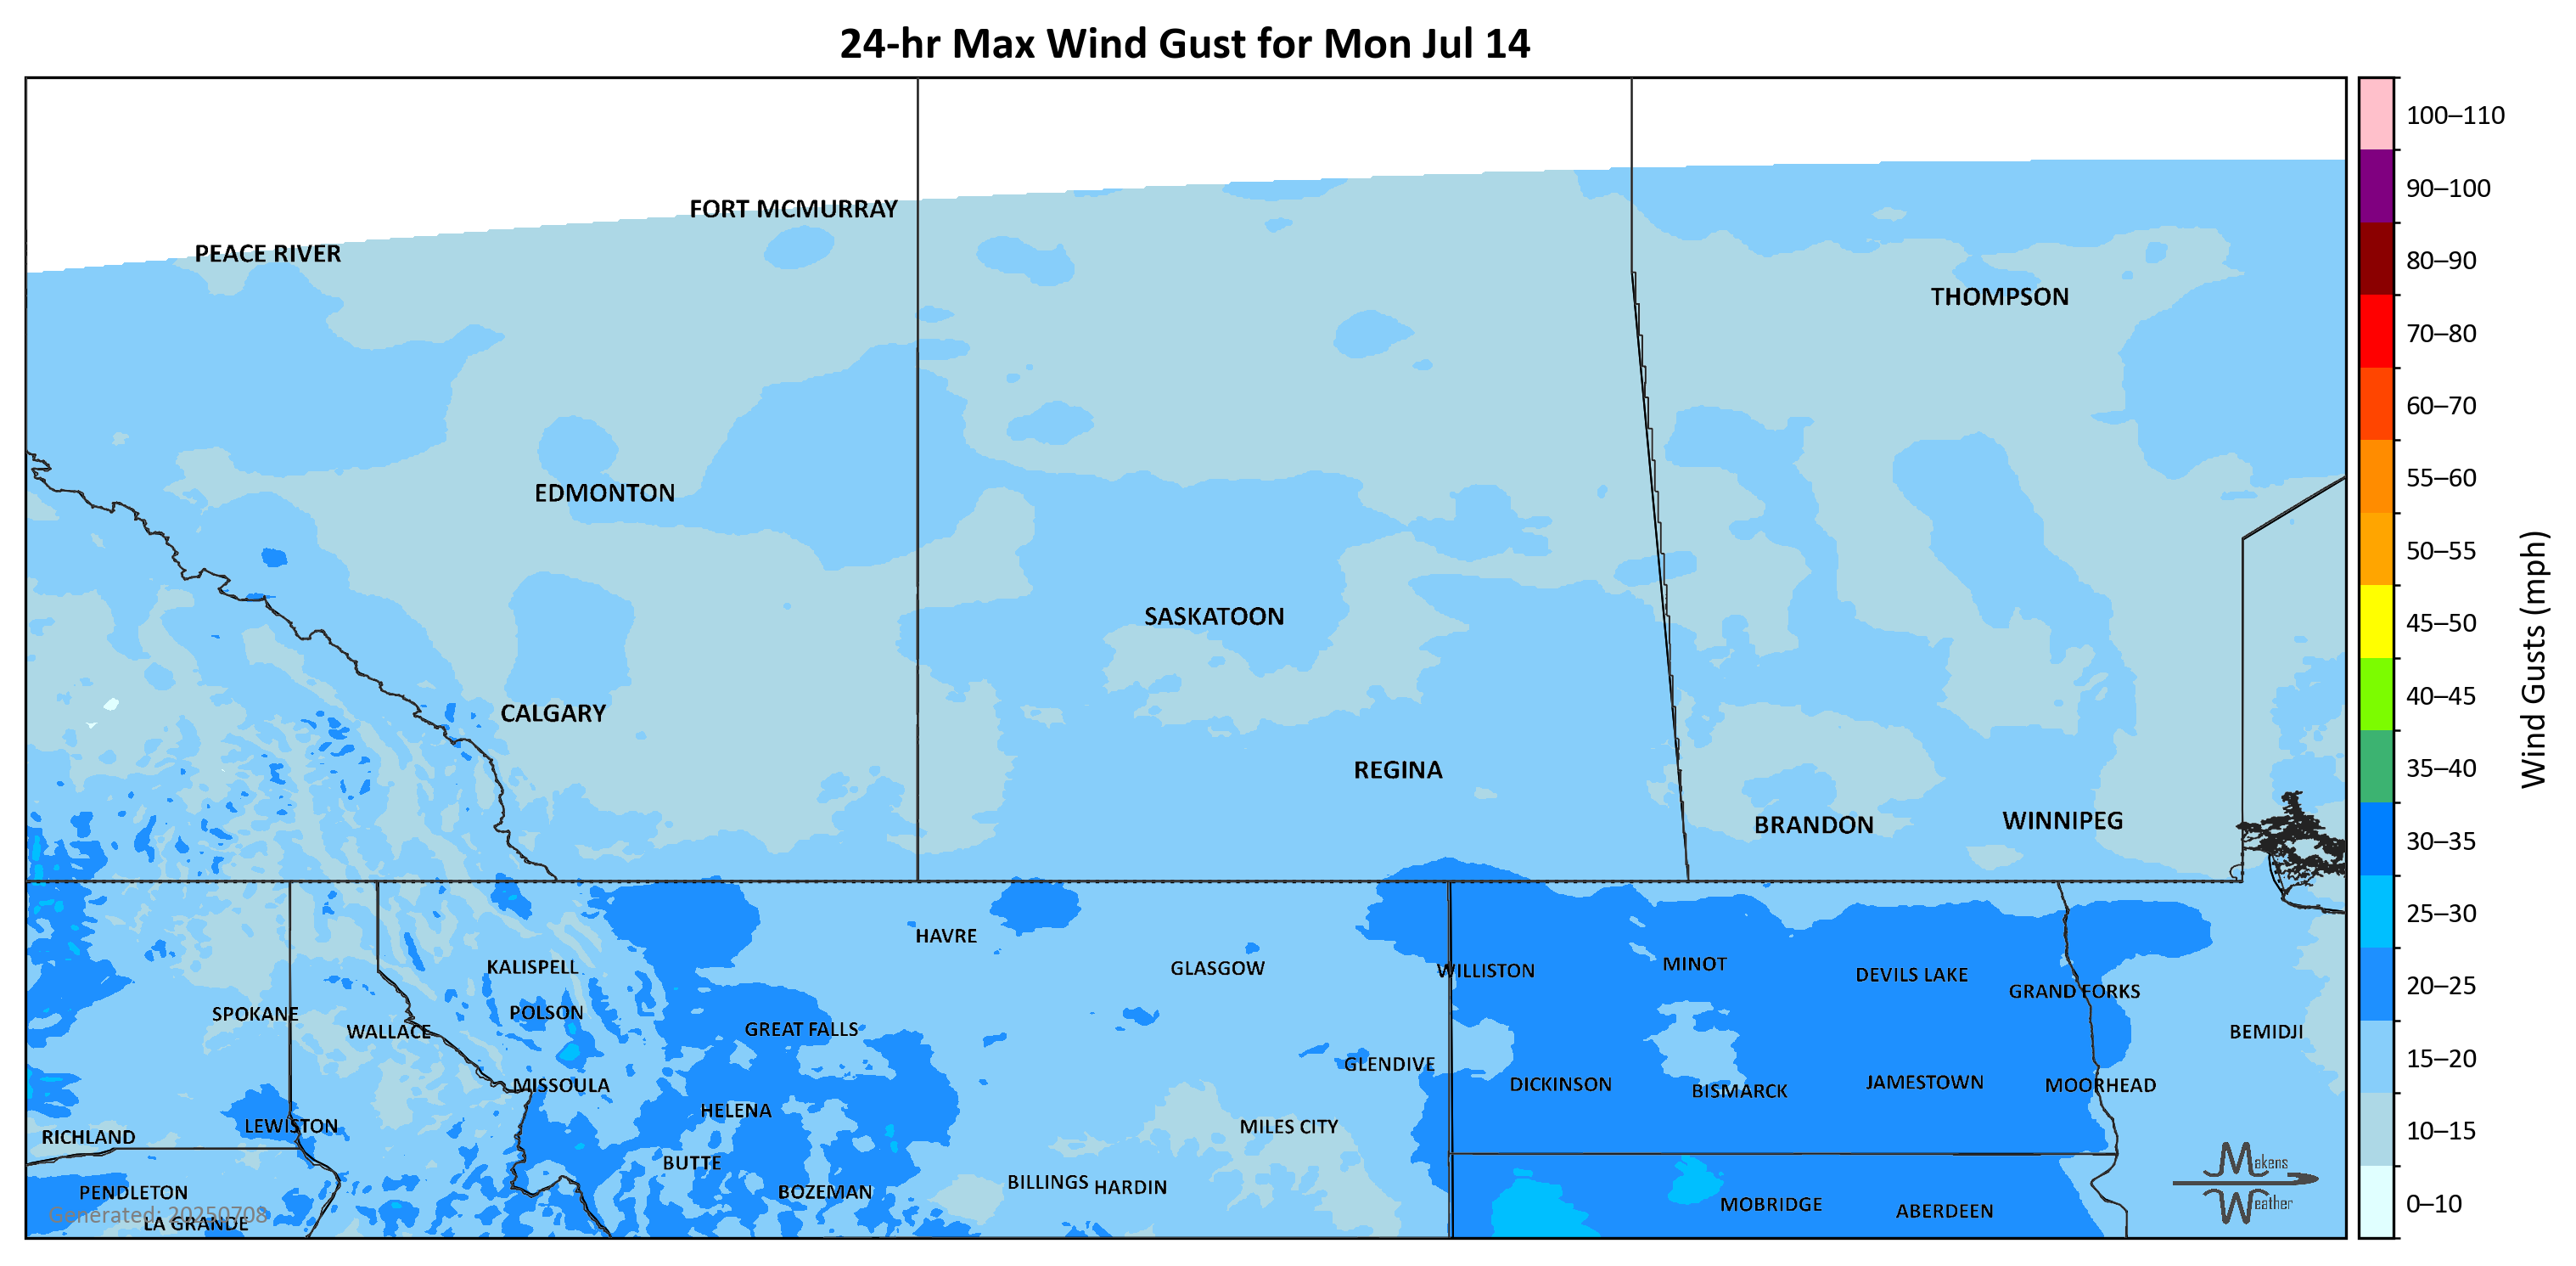 24-hr Max Wind Gust for Mon Jul 14
100–110
90–100
FORT MCMURRAY
PEACE RIVER
80–90
THOMPSON
70–80
60–70
EDMONTON
55–60
50–55
SASKATOON
45–50
Wind Gusts (mph)
40–45
CALGARY
REGINA
35–40
BRANDON
WINNIPEG
30–35
25–30
HAVRE
KALISPELL
GLASGOW
WILLISTON
MINOT
DEVILS LAKE
20–25
GRAND FORKS
SPOKANE
POLSON
WALLACE
GREAT FALLS
BEMIDJI
15–20
GLENDIVE
MISSOULA
DICKINSON
BISMARCK
JAMESTOWN
MOORHEAD
HELENA
LEWISTON
MILES CITY
RICHLAND
10–15
BUTTE
Makens
Weather
PENDLETON
BOZEMAN
BILLINGS
HARDIN
MOBRIDGE
ABERDEEN
0–10
Generated: 20250708
LA GRANDE